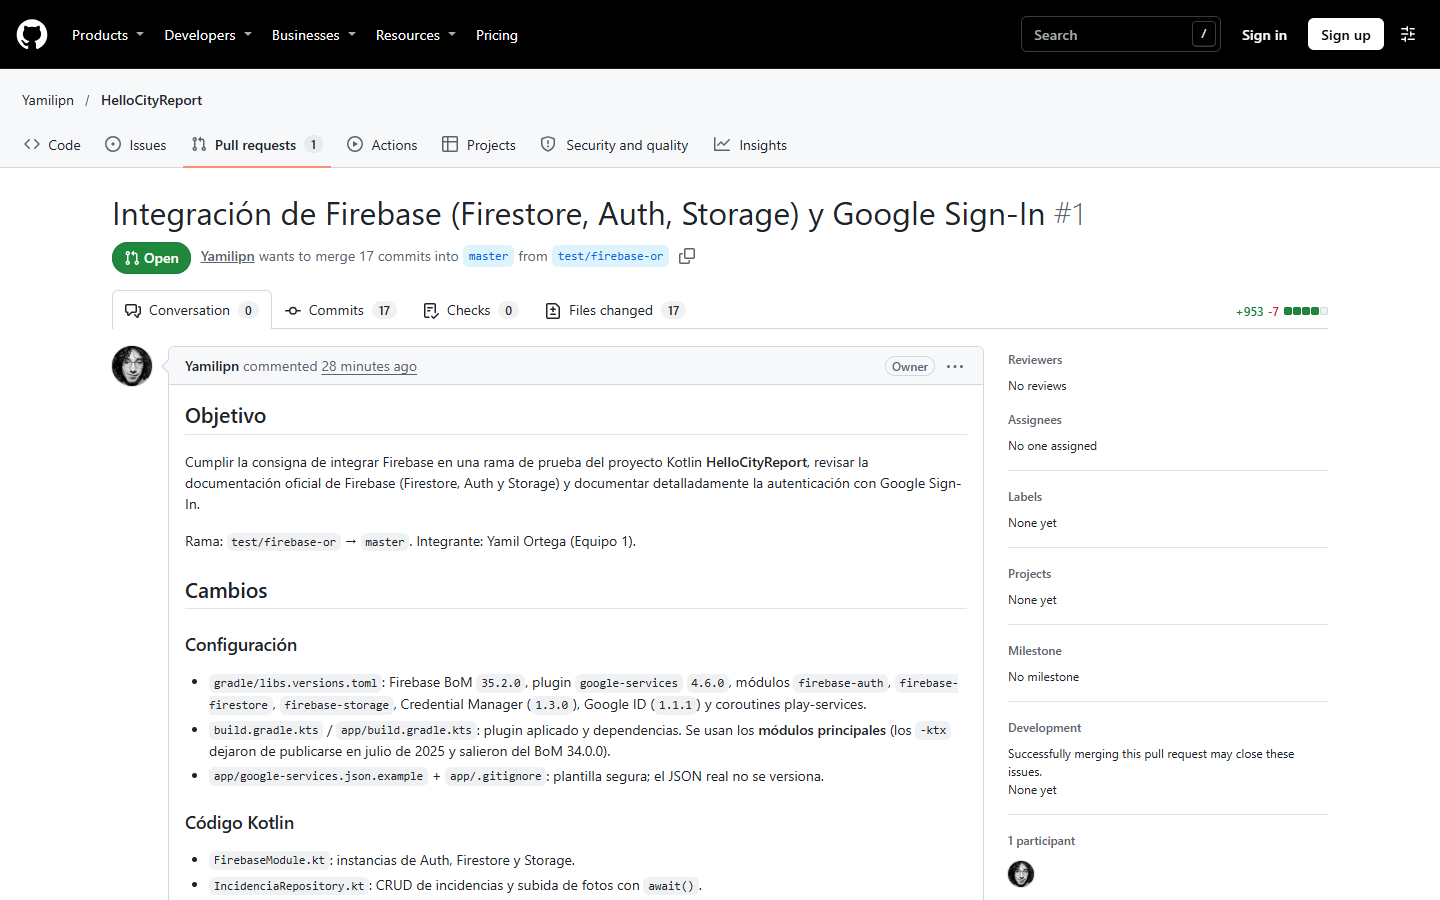 Products Developers Businesses Resources Pricing Search / Sign in Sign up
Yamilipn / HelloCityReport
Code Issues Pull requests 1 Actions Projects Security and quality Insights
Integración de Firebase (Firestore, Auth, Storage) y Google Sign-In #1
Open Yamilipn wants to merge 17 commits into master from test/firebase-or
Conversation 0 Commits 17 Checks 0 Files changed 17 +953 -7
Yamilipn commented 28 minutes ago Owner
Objetivo
Cumplir la consigna de integrar Firebase en una rama de prueba del proyecto Kotlin HelloCityReport, revisar la
documentación oficial de Firebase (Firestore, Auth y Storage) y documentar detalladamente la autenticación con Google Sign-
In.
Rama: test/firebase-or → master. Integrante: Yamil Ortega (Equipo 1).
Cambios
Configuración
• gradle/libs.versions.toml: Firebase BoM 35.2.0, plugin google-services 4.6.0, módulos firebase-auth, firebase-
firestore, firebase-storage, Credential Manager (1.3.0), Google ID (1.1.1) y coroutines play-services.
• build.gradle.kts / app/build.gradle.kts: plugin aplicado y dependencias. Se usan los módulos principales (los -ktx
dejaron de publicarse en julio de 2025 y salieron del BoM 34.0.0).
• app/google-services.json.example + app/.gitignore: plantilla segura; el JSON real no se versiona.
Código Kotlin
• FirebaseModule.kt: instancias de Auth, Firestore y Storage.
• IncidenciaRepository.kt: CRUD de incidencias y subida de fotos con await().
Reviewers
No reviews
Assignees
No one assigned
Labels
None yet
Projects
None yet
Milestone
No milestone
Development
Successfully merging this pull request may close these
issues.
None yet
1 participant